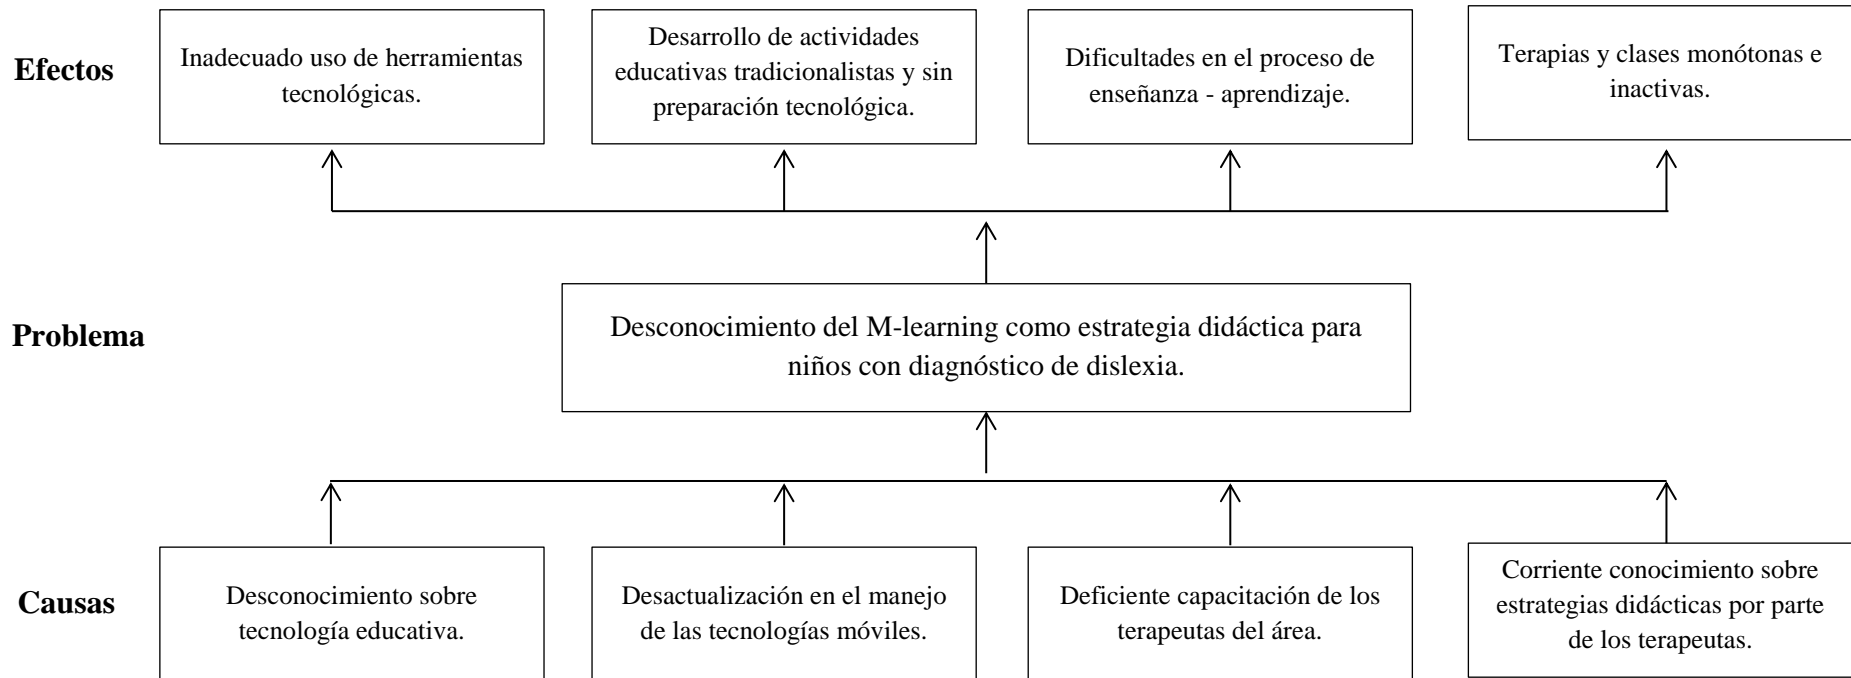 Efectos
Inadecuado uso de herramientas
tecnológicas.
Desarrollo de actividades
educativas tradicionalistas y sin
preparación tecnológica.
Dificultades en el proceso de
enseñanza - aprendizaje.
Terapias y clases monótonas e
inactivas.
Problema
Desconocimiento del M-learning como estrategia didáctica para
niños con diagnóstico de dislexia.
Causas
Desconocimiento sobre
tecnología educativa.
Desactualización en el manejo
de las tecnologías móviles.
Deficiente capacitación de los
terapeutas del área.
Corriente conocimiento sobre
estrategias didácticas por parte
de los terapeutas.